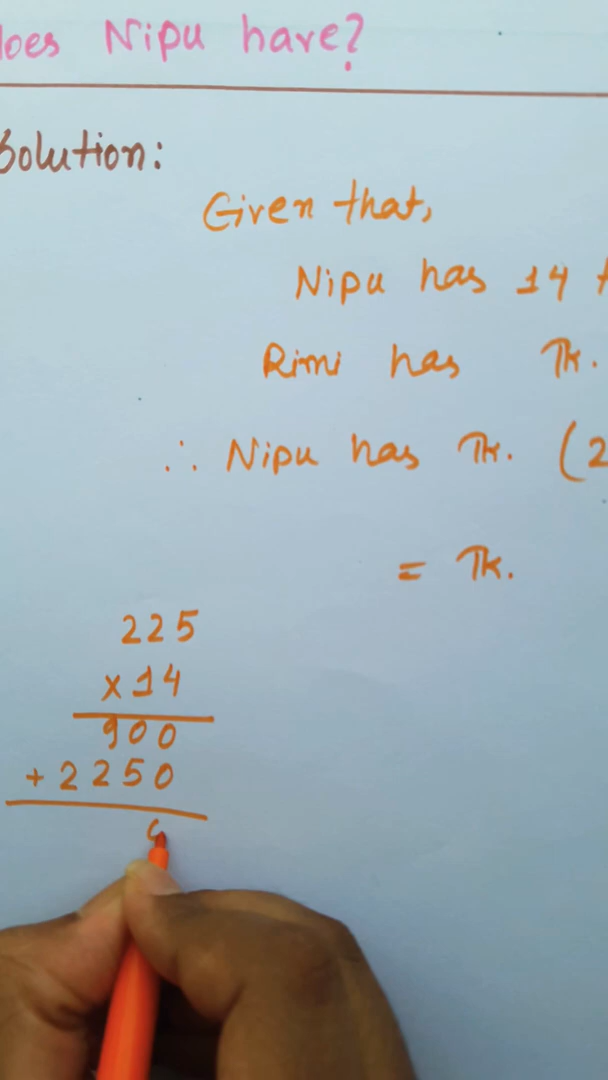 does Nipu have?
Solution:
Given that,
Nipu has 14
Rimi has Tk.
∴ Nipu has Tk. (2
= Tk.
225
×14
900
+2250